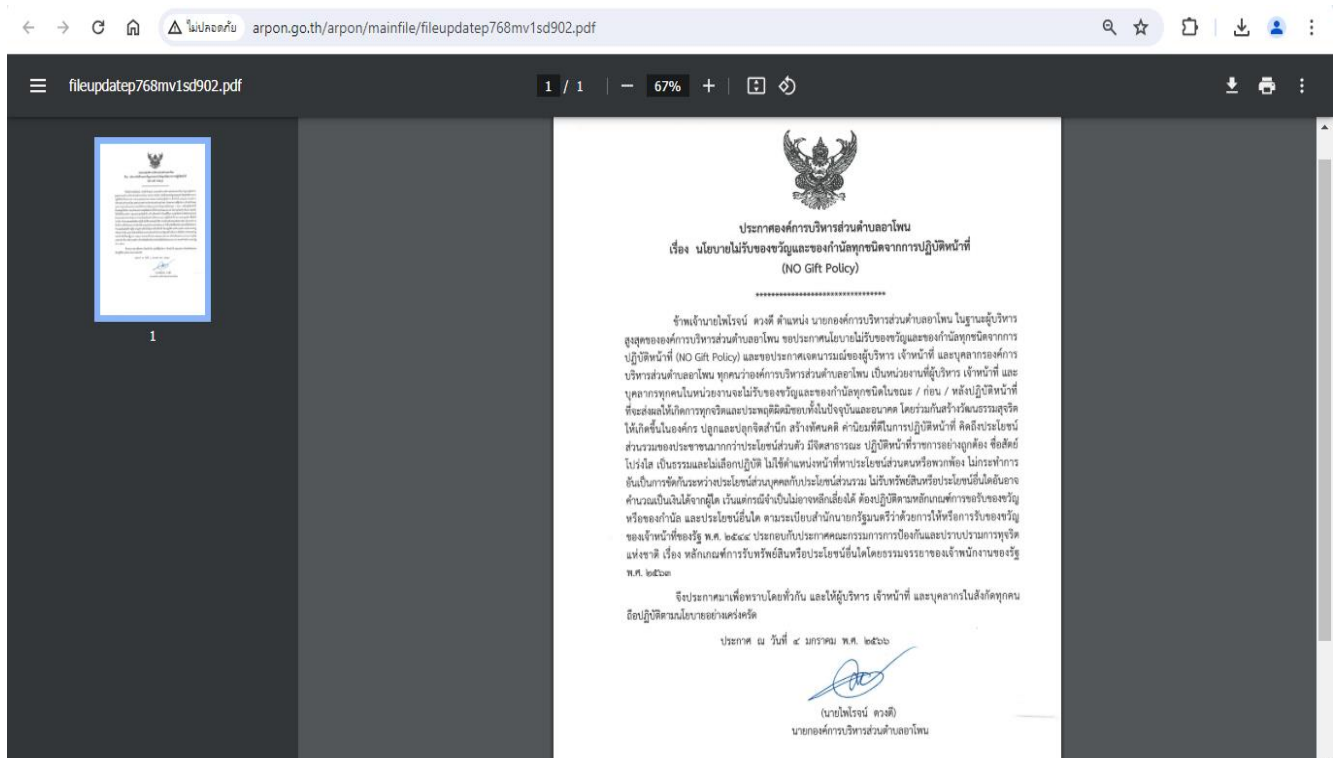 ไม่ปลอดภัย arpon.go.th/arpon/mainfile/fileupdatep768mv1sd902.pdf
fileupdatep768mv1sd902.pdf
1 / 1
67%
1
ประกาศองค์การบริหารส่วนตำบลอาโพน
เรื่อง นโยบายไม่รับของขวัญและของกำนัลทุกชนิดจากการปฏิบัติหน้าที่
(NO Gift Policy)
*********************************
ข้าพเจ้านายไพโรจน์ ดวงดี ตำแหน่ง นายกองค์การบริหารส่วนตำบลอาโพน ในฐานะผู้บริหาร
สูงสุดขององค์การบริหารส่วนตำบลอาโพน ขอประกาศนโยบายไม่รับของขวัญและของกำนัลทุกชนิดจากการ
ปฏิบัติหน้าที่ (NO Gift Policy) และขอประกาศเจตนารมณ์ของผู้บริหาร เจ้าหน้าที่ และบุคลากรองค์การ
บริหารส่วนตำบลอาโพน ทุกคนว่าองค์การบริหารส่วนตำบลอาโพน เป็นหน่วยงานที่ผู้บริหาร เจ้าหน้าที่ และ
บุคลากรทุกคนในหน่วยงานจะไม่รับของขวัญและของกำนัลทุกชนิดในขณะ / ก่อน / หลังปฏิบัติหน้าที่
ที่จะส่งผลให้เกิดการทุจริตและประพฤติผิดมิชอบทั้งในปัจจุบันและอนาคต โดยร่วมกันสร้างวัฒนธรรมสุจริต
ให้เกิดขึ้นในองค์กร ปลูกและปลุกจิตสำนึก สร้างทัศนคติ ค่านิยมที่ดีในการปฏิบัติหน้าที่ คิดถึงประโยชน์
ส่วนรวมของประชาชนมากกว่าประโยชน์ส่วนตัว มีจิตสาธารณะ ปฏิบัติหน้าที่ราชการอย่างถูกต้อง ซื่อสัตย์
โปร่งใส เป็นธรรมและไม่เลือกปฏิบัติ ไม่ใช้ตำแหน่งหน้าที่หาประโยชน์ส่วนตนหรือพวกพ้อง ไม่กระทำการ
อันเป็นการขัดกันระหว่างประโยชน์ส่วนบุคคลกับประโยชน์ส่วนรวม ไม่รับทรัพย์สินหรือประโยชน์อื่นใดอันอาจ
คำนวณเป็นเงินได้จากผู้ใด เว้นแต่กรณีจำเป็นไม่อาจหลีกเลี่ยงได้ ต้องปฏิบัติตามหลักเกณฑ์การขอรับของขวัญ
หรือของกำนัล และประโยชน์อื่นใด ตามระเบียบสำนักนายกรัฐมนตรีว่าด้วยการให้หรือการรับของขวัญ
ของเจ้าหน้าที่ของรัฐ พ.ศ. ๒๕๔๔ ประกอบกับประกาศคณะกรรมการการป้องกันและปราบปรามการทุจริต
แห่งชาติ เรื่อง หลักเกณฑ์การรับทรัพย์สินหรือประโยชน์อื่นใดโดยธรรมจรรยาของเจ้าพนักงานของรัฐ
พ.ศ. ๒๕๖๓
จึงประกาศมาเพื่อทราบโดยทั่วกัน และให้ผู้บริหาร เจ้าหน้าที่ และบุคลากรในสังกัดทุกคน
ถือปฏิบัติตามนโยบายอย่างเคร่งครัด
ประกาศ ณ วันที่ ๔ มกราคม พ.ศ. ๒๕๖๖
(นายไพโรจน์ ดวงดี)
นายกองค์การบริหารส่วนตำบลอาโพน